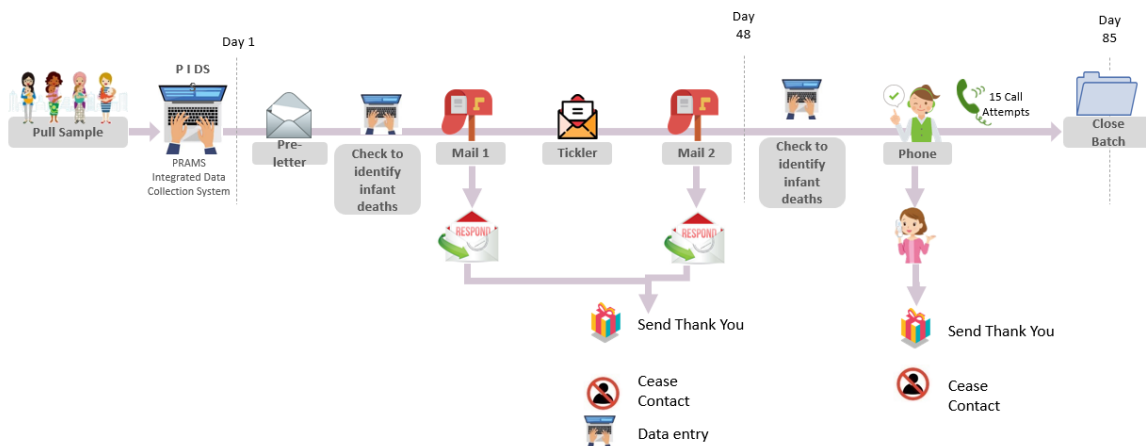 Day 1
Day
48
Day
85
P I DS
Pull Sample
PRAMS
Integrated Data
Collection System
Pre-
letter
Check to
identify
infant
deaths
Mail 1
Tickler
Mail 2
Check to
identify
infant
deaths
Phone
15 Call
Attempts
Close
Batch
RESPOND
RESPOND
Send Thank You
Cease
Contact
Data entry
Send Thank You
Cease
Contact